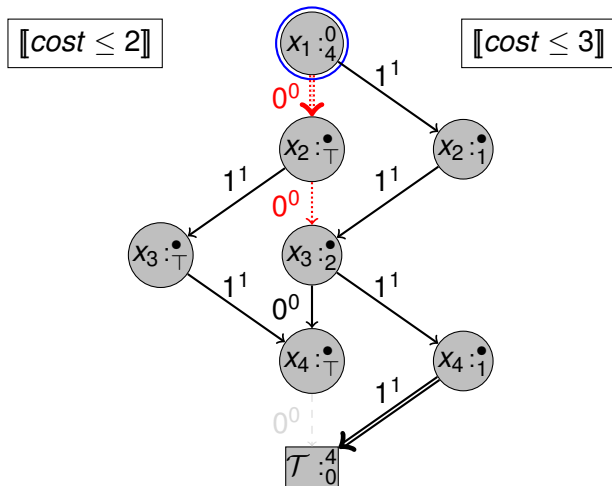 ⟦cost ≤ 2⟧
x₁:⁰₄
⟦cost ≤ 3⟧
0⁰
1¹
x₂:•⊤
x₂:•₁
1¹
0⁰
1¹
x₃:•⊤
x₃:•₂
1¹
0⁰
1¹
x₄:•⊤
x₄:•₁
0⁰
1¹
𝒯:⁴₀